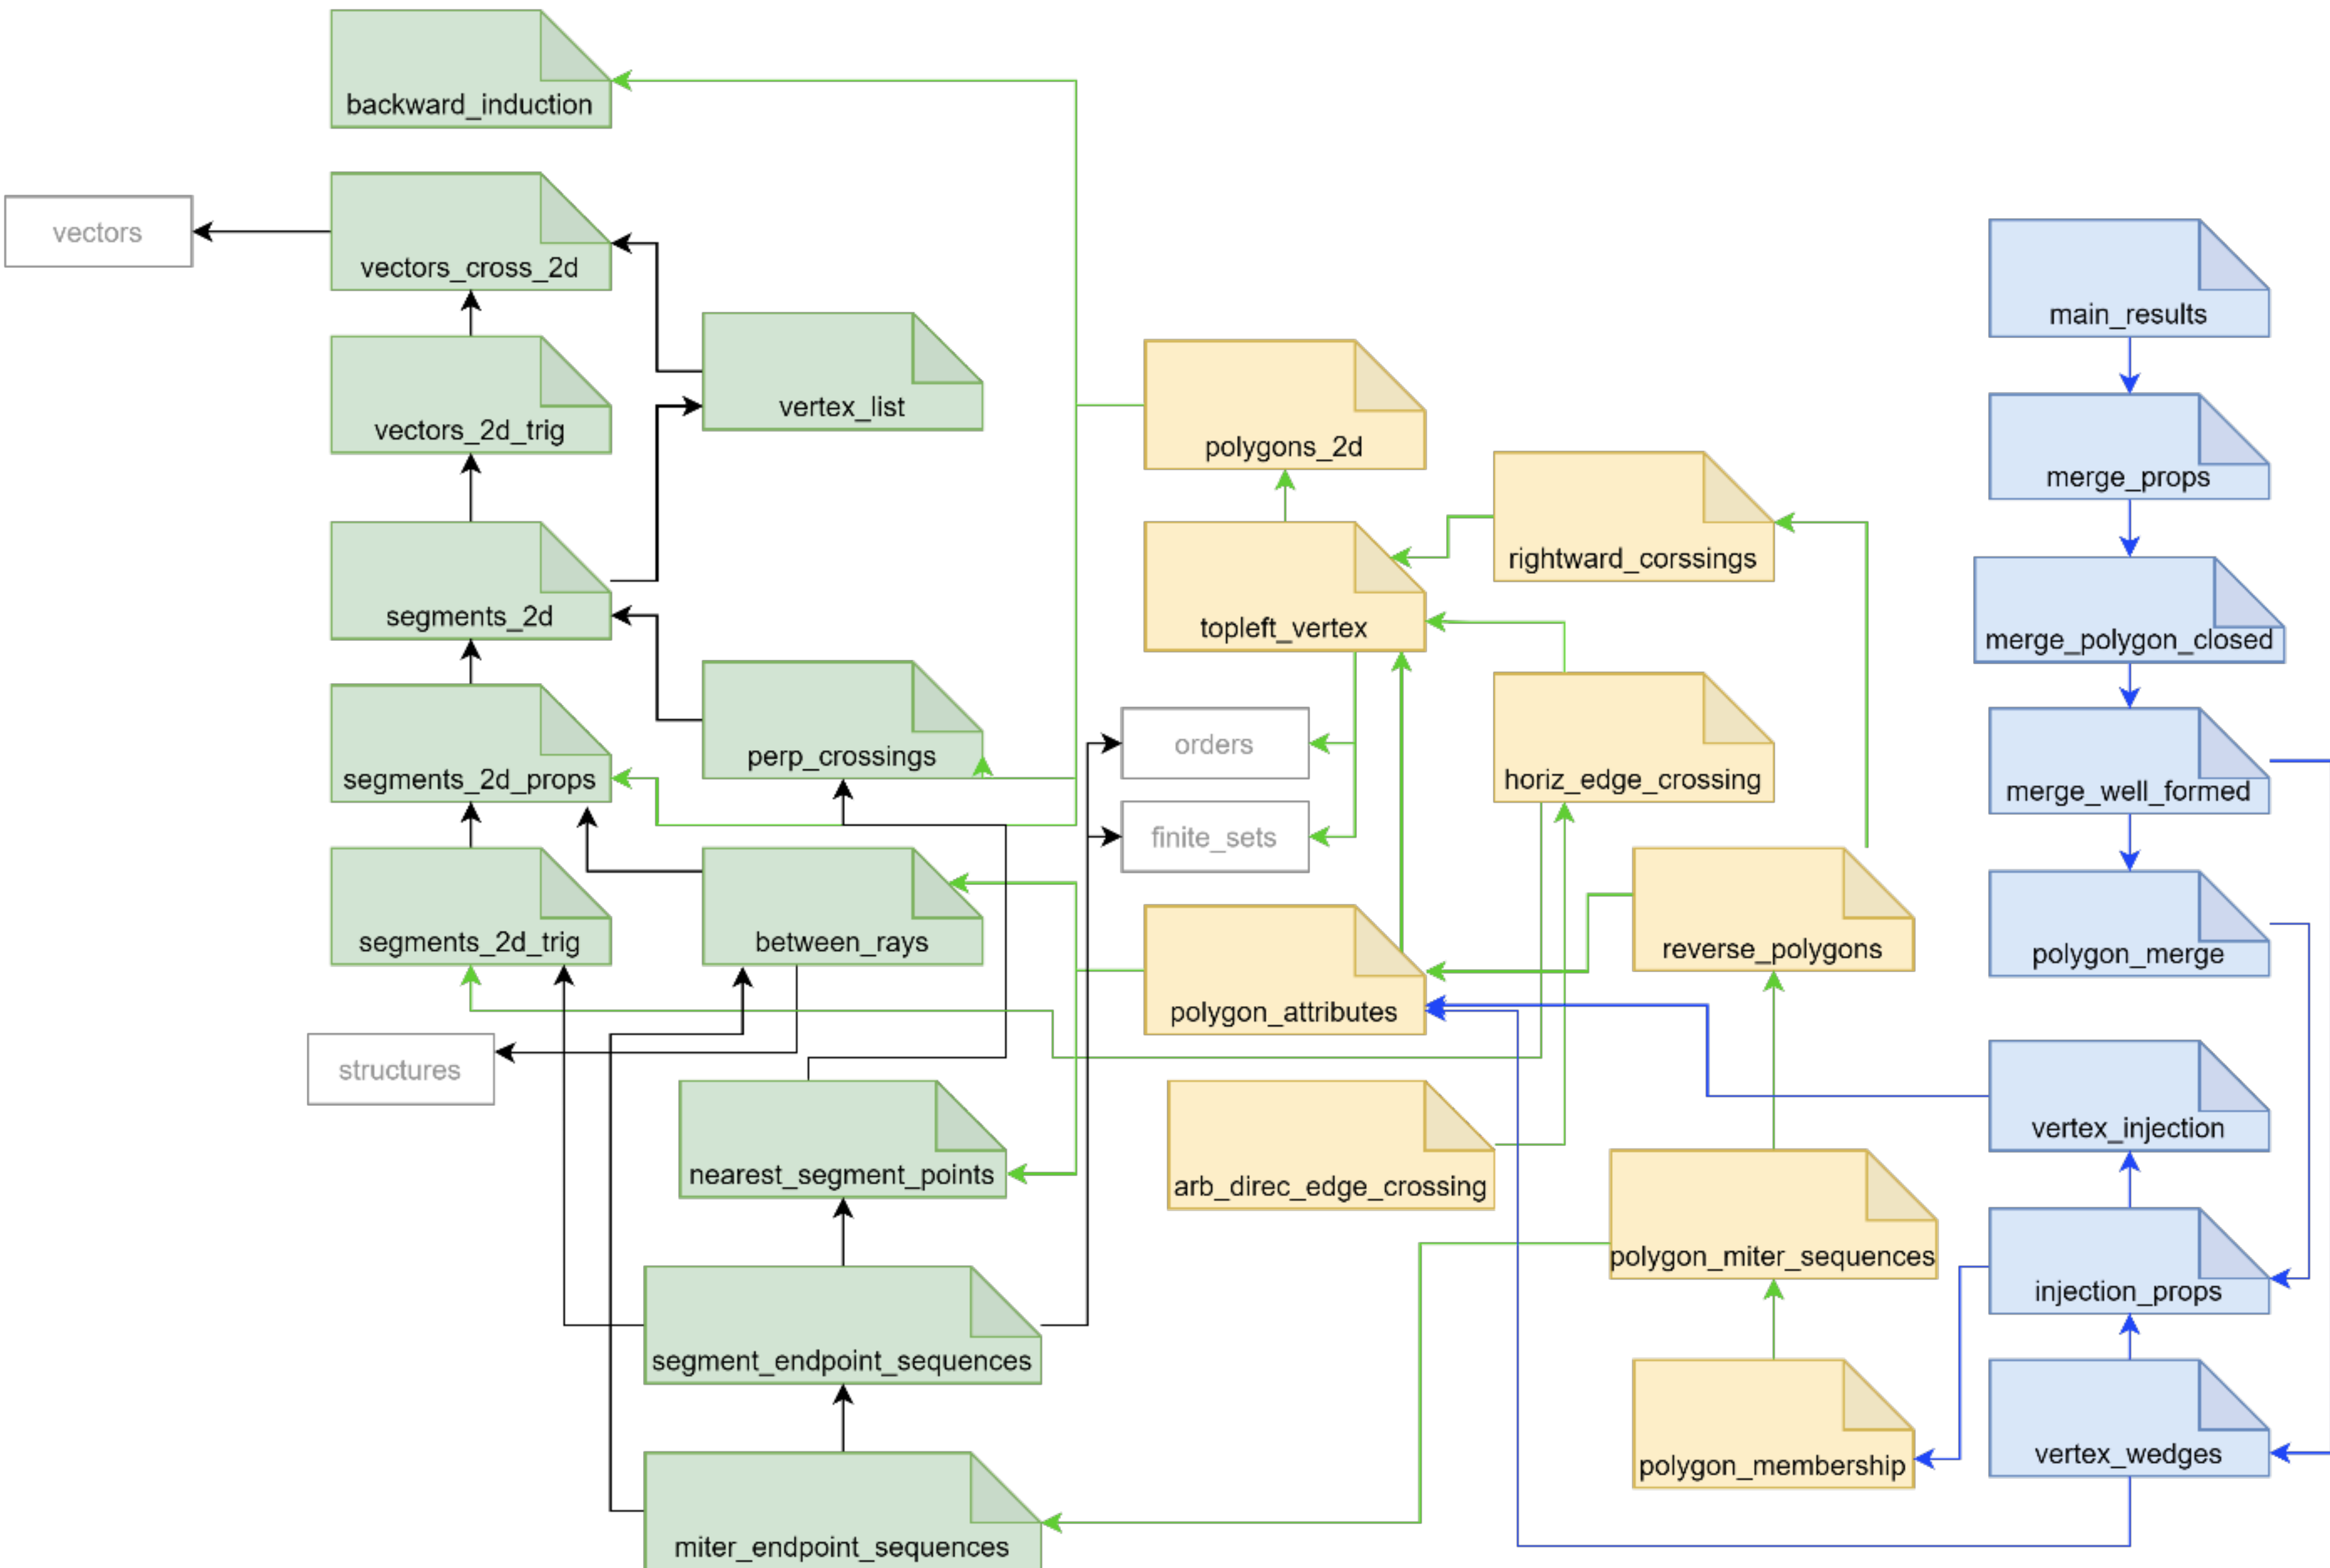 backward_induction
vectors
vectors_cross_2d
main_results
vertex_list
vectors_2d_trig
polygons_2d
merge_props
rightward_corssings
segments_2d
topleft_vertex
merge_polygon_closed
orders
perp_crossings
segments_2d_props
horiz_edge_crossing
merge_well_formed
finite_sets
segments_2d_trig
between_rays
reverse_polygons
polygon_merge
polygon_attributes
structures
vertex_injection
nearest_segment_points
arb_direc_edge_crossing
polygon_miter_sequences
injection_props
segment_endpoint_sequences
vertex_wedges
polygon_membership
miter_endpoint_sequences